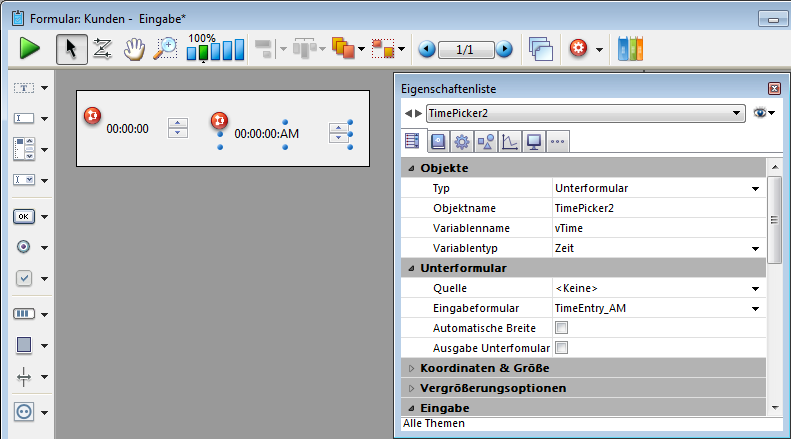 Formular: Kunden - Eingabe*
100%
1/1
T
OK
00:00:00
00:00:00:AM
Eigenschaftenliste
TimePicker2
Objekte
Typ Unterformular
Objektname TimePicker2
Variablenname vTime
Variablentyp Zeit
Unterformular
Quelle <Keine>
Eingabeformular TimeEntry_AM
Automatische Breite
Ausgabe Unterfomular
Koordinaten & Größe
Vergrößerungsoptionen
Eingabe
Alle Themen